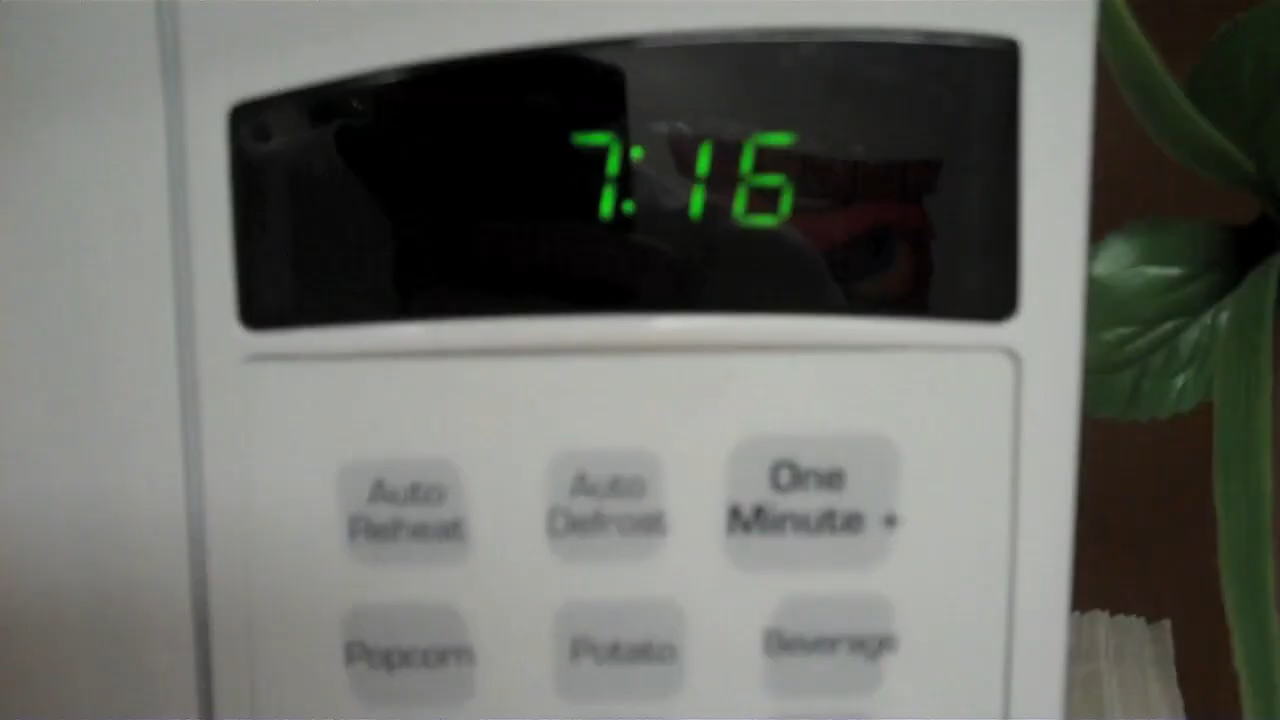 7:16
Auto
Reheat
Auto
Defrost
One
Minute +
Popcorn
Potato
Beverage